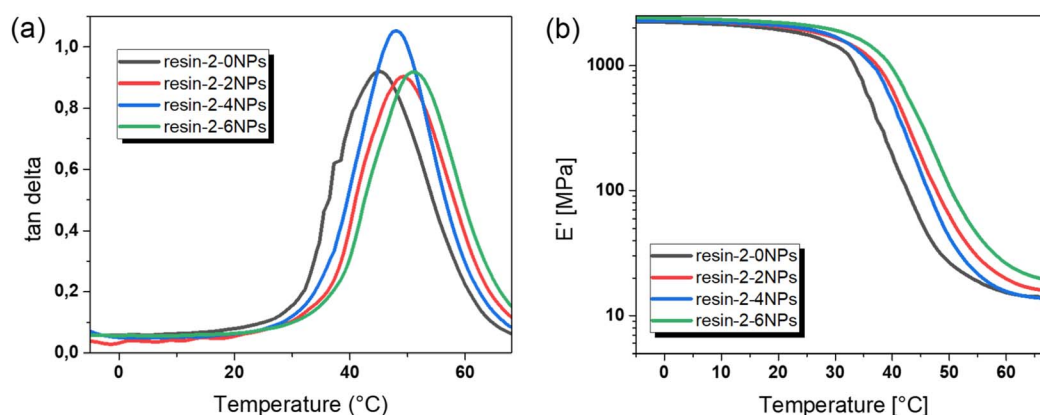 (a)
1,0
0,8
0,6
0,4
0,2
0,0
tan delta
resin-2-0NPs
resin-2-2NPs
resin-2-4NPs
resin-2-6NPs
0
20
40
60
Temperature (°C)
(b)
1000
100
10
E' [MPa]
resin-2-0NPs
resin-2-2NPs
resin-2-4NPs
resin-2-6NPs
0
10
20
30
40
50
60
Temperature [°C]